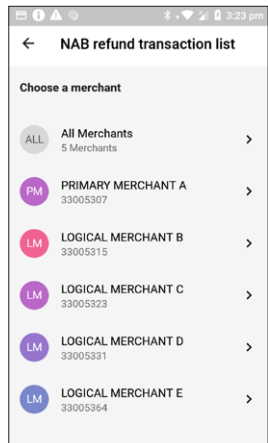 3:23 pm
NAB refund transaction list
Choose a merchant
ALL
All Merchants
5 Merchants
PM
PRIMARY MERCHANT A
33005307
LM
LOGICAL MERCHANT B
33005315
LM
LOGICAL MERCHANT C
33005323
LM
LOGICAL MERCHANT D
33005331
LM
LOGICAL MERCHANT E
33005364